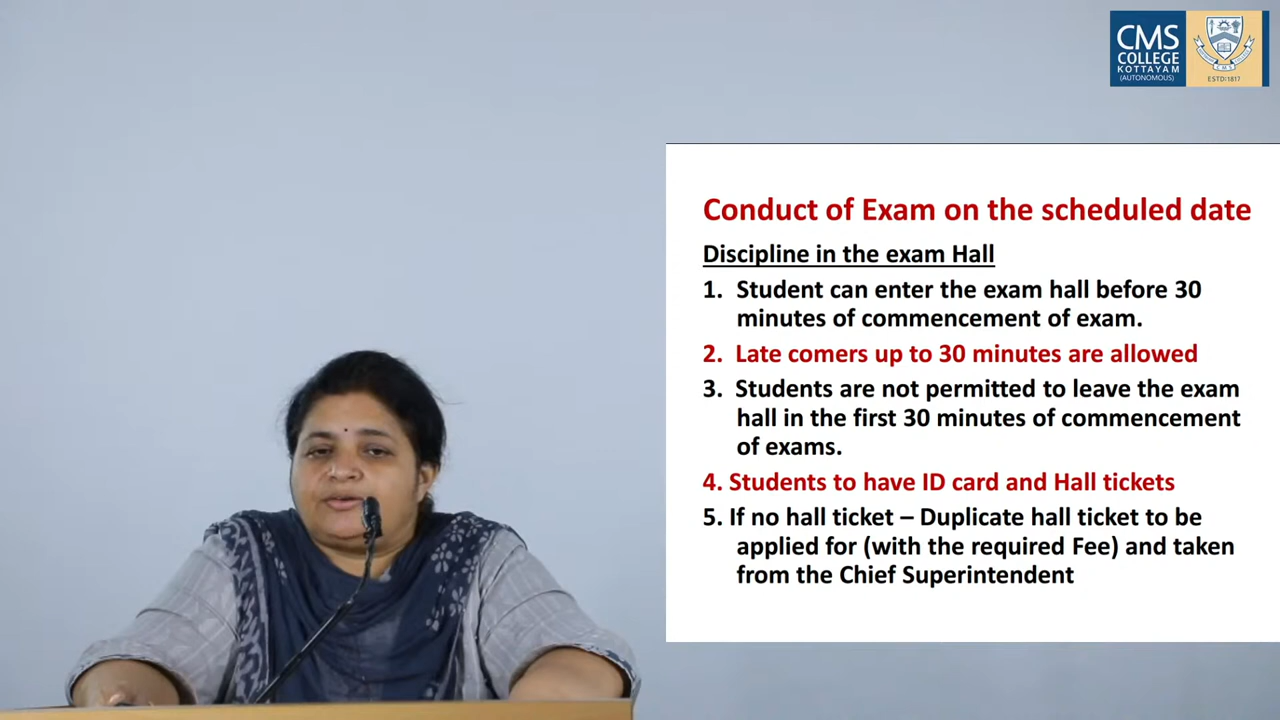 CMS
COLLEGE
KOTTAYAM
(AUTONOMOUS)
ESTD:1817
Conduct of Exam on the scheduled date
Discipline in the exam Hall
1. Student can enter the exam hall before 30
minutes of commencement of exam.
2. Late comers up to 30 minutes are allowed
3. Students are not permitted to leave the exam
hall in the first 30 minutes of commencement
of exams.
4. Students to have ID card and Hall tickets
5. If no hall ticket – Duplicate hall ticket to be
applied for (with the required Fee) and taken
from the Chief Superintendent